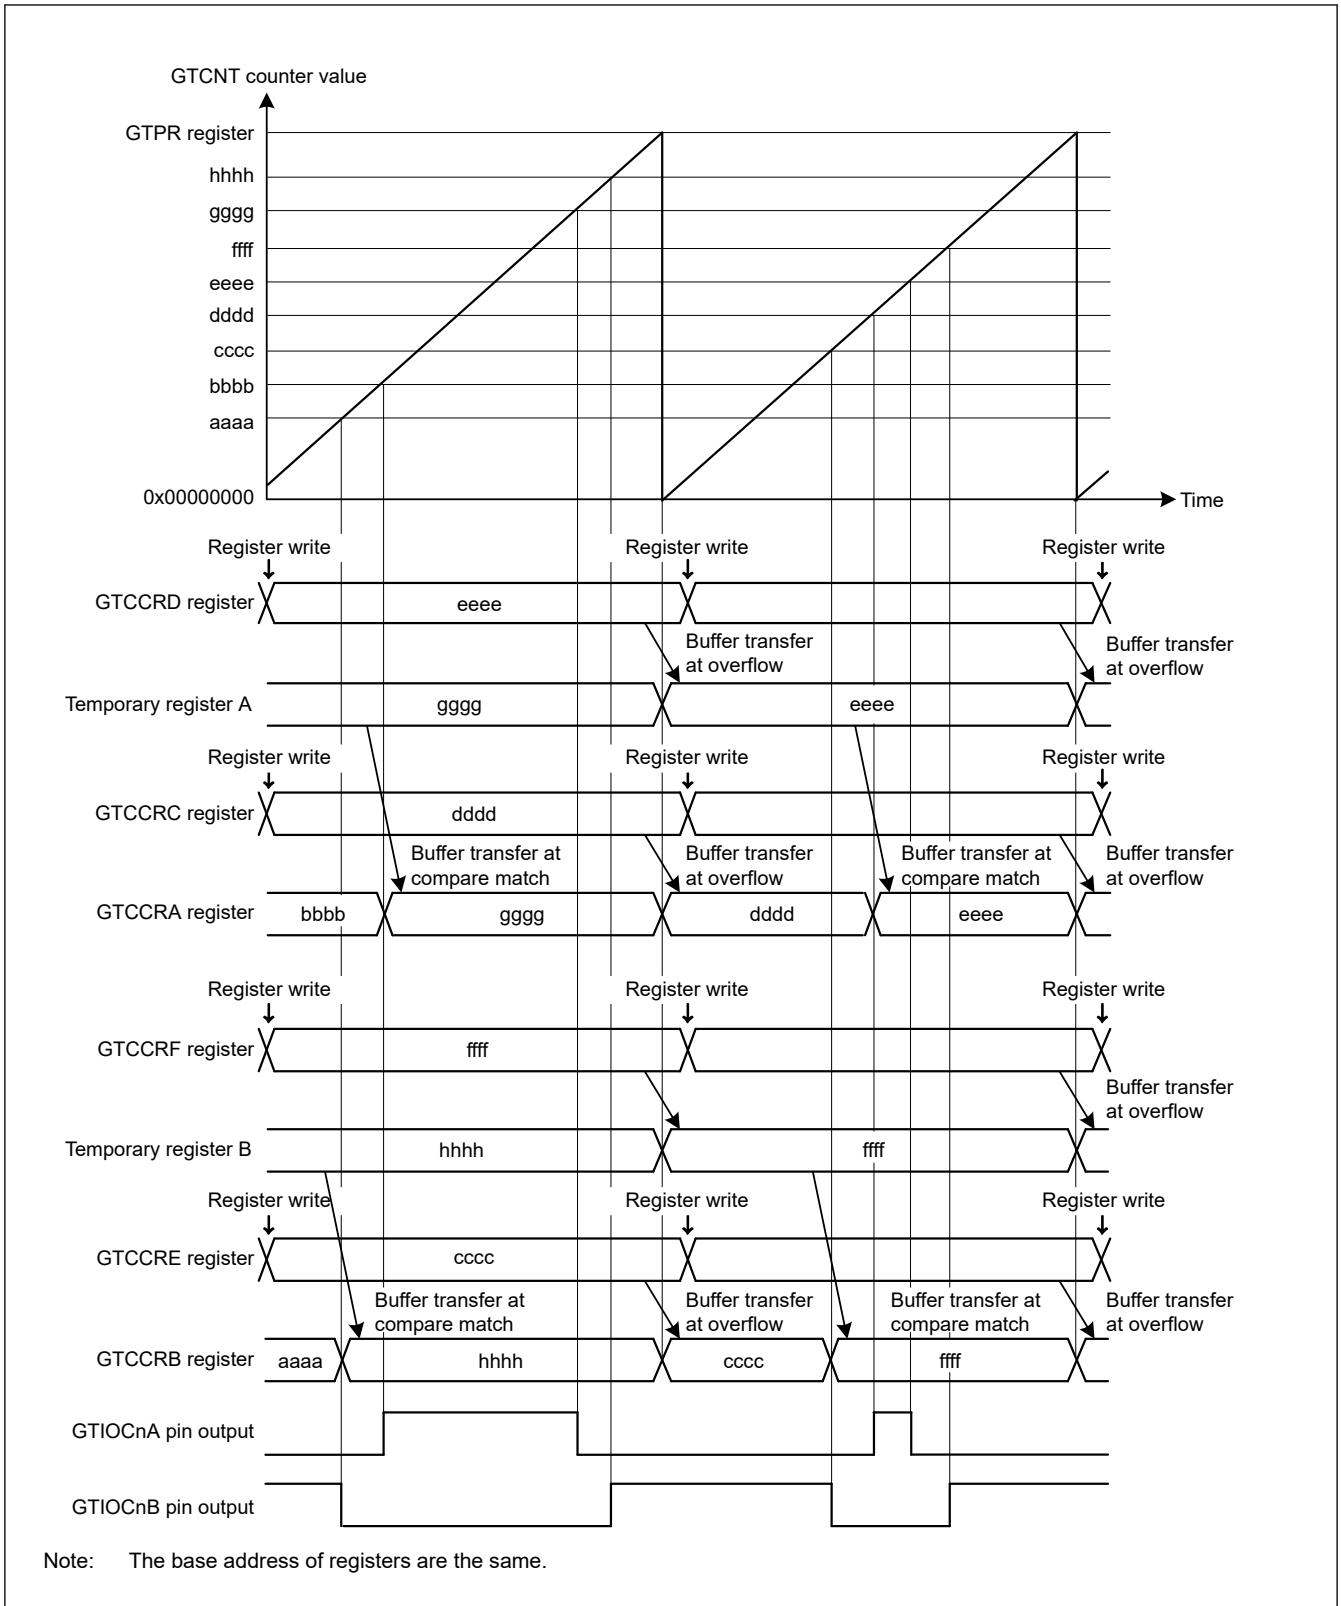 GTCNT counter value
GTPR register
hhhh
gggg
ffff
eeee
dddd
cccc
bbbb
aaaa
0x00000000
Time
Register write Register write Register write
GTCCRD register eeee
Buffer transfer
at overflow
Buffer transfer
at overflow
Temporary register A gggg eeee
Register write Register write Register write
GTCCRC register dddd
Buffer transfer at
compare match
Buffer transfer
at overflow
Buffer transfer at
compare match
Buffer transfer
at overflow
GTCCRA register bbbb gggg dddd eeee
Register write Register write Register write
GTCCRF register ffff
Buffer transfer
at overflow
Temporary register B hhhh ffff
Register write Register write Register write
GTCCRE register cccc
Buffer transfer at
compare match
Buffer transfer
at overflow
Buffer transfer at
compare match
Buffer transfer
at overflow
GTCCRB register aaaa hhhh cccc ffff
GTIOCnA pin output
GTIOCnB pin output
Note: The base address of registers are the same.